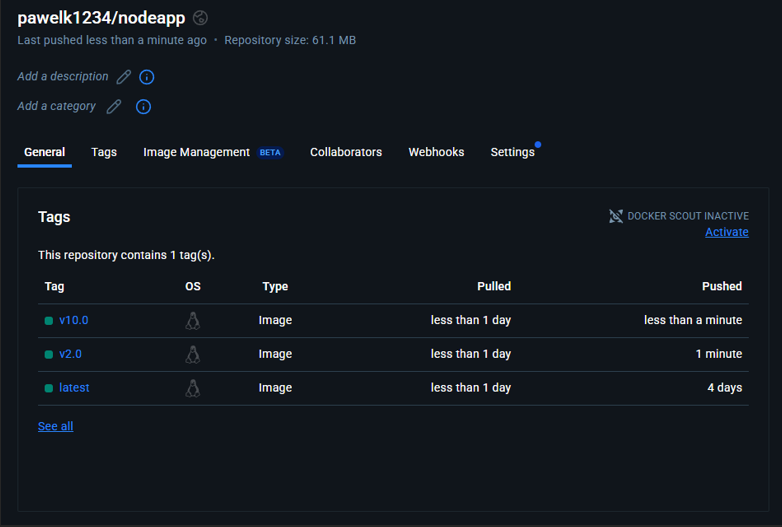 pawelk1234/nodeapp
Last pushed less than a minute ago • Repository size: 61.1 MB
Add a description
Add a category
General Tags Image Management BETA Collaborators Webhooks Settings
Tags
DOCKER SCOUT INACTIVE
Activate
This repository contains 1 tag(s).
Tag OS Type Pulled Pushed
v10.0 Image less than 1 day less than a minute
v2.0 Image less than 1 day 1 minute
latest Image less than 1 day 4 days
See all